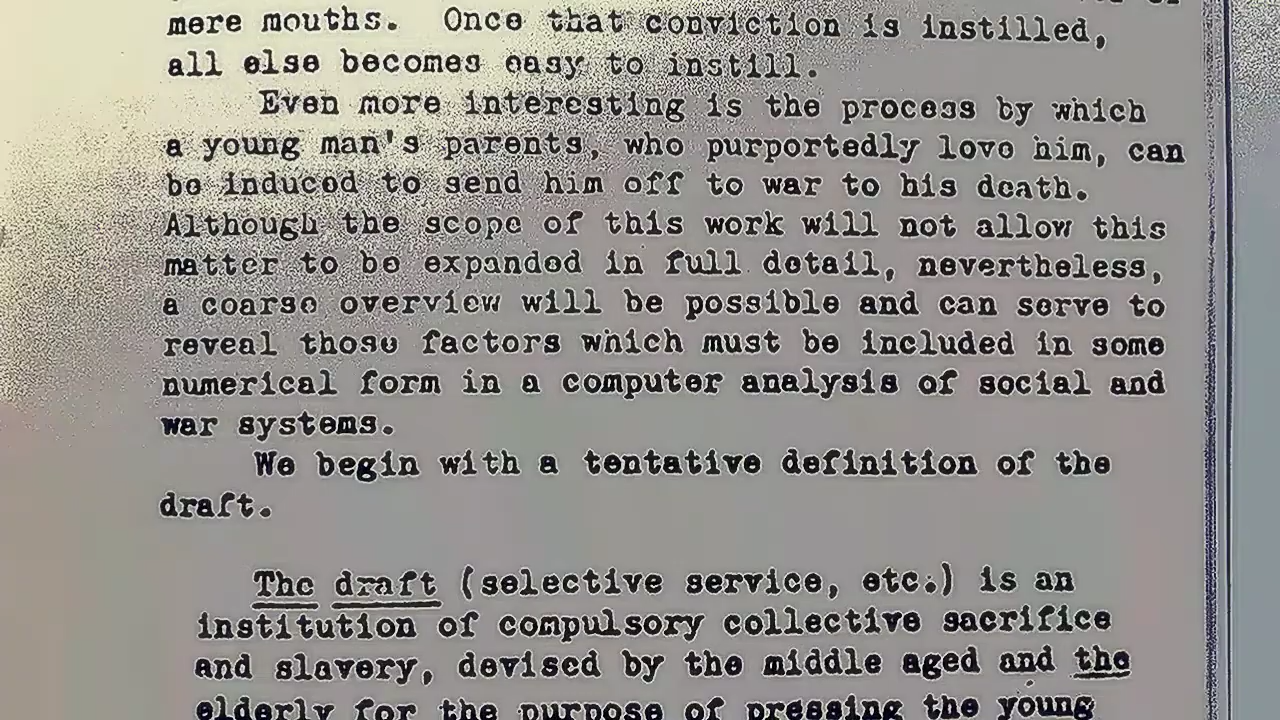 mere mouths. Once that conviction is instilled,
all else becomes easy to instill.
Even more interesting is the process by which
a young man's parents, who purportedly love him, can
be induced to send him off to war to his death.
Although the scope of this work will not allow this
matter to be expanded in full detail, nevertheless,
a coarse overview will be possible and can serve to
reveal those factors which must be included in some
numerical form in a computer analysis of social and
war systems.
We begin with a tentative definition of the
draft.
The draft (selective service, etc.) is an
institution of compulsory collective sacrifice
and slavery, devised by the middle aged and the
elderly for the purpose of pressing the young